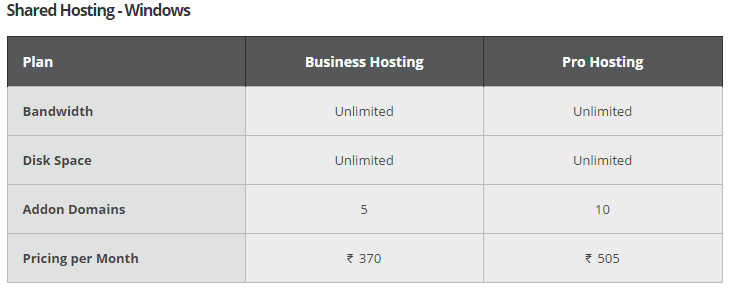 Shared Hosting - Windows
Plan Business Hosting Pro Hosting
Bandwidth Unlimited Unlimited
Disk Space Unlimited Unlimited
Addon Domains 5 10
Pricing per Month ₹ 370 ₹ 505